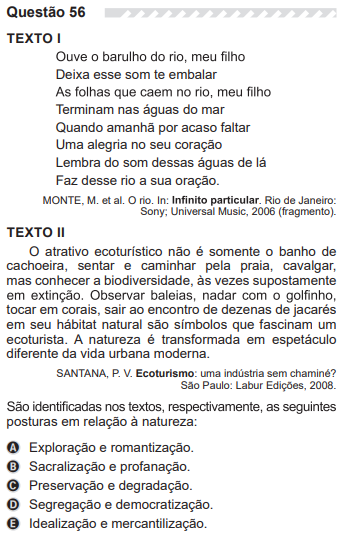 Questão 56
TEXTO I
Ouve o barulho do rio, meu filho
Deixa esse som te embalar
As folhas que caem no rio, meu filho
Terminam nas águas do mar
Quando amanhã por acaso faltar
Uma alegria no seu coração
Lembra do som dessas águas de lá
Faz desse rio a sua oração.
MONTE, M. et al. O rio. In: Infinito particular. Rio de Janeiro:
Sony; Universal Music, 2006 (fragmento).
TEXTO II
O atrativo ecoturístico não é somente o banho de
cachoeira, sentar e caminhar pela praia, cavalgar,
mas conhecer a biodiversidade, às vezes supostamente
em extinção. Observar baleias, nadar com o golfinho,
tocar em corais, sair ao encontro de dezenas de jacarés
em seu hábitat natural são símbolos que fascinam um
ecoturista. A natureza é transformada em espetáculo
diferente da vida urbana moderna.
SANTANA, P. V. Ecoturismo: uma indústria sem chaminé?
São Paulo: Labur Edições, 2008.
São identificadas nos textos, respectivamente, as seguintes
posturas em relação à natureza:
A Exploração e romantização.
B Sacralização e profanação.
C Preservação e degradação.
D Segregação e democratização.
E Idealização e mercantilização.